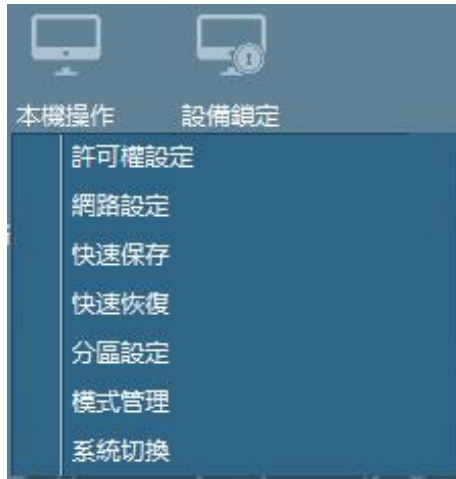 本機操作 設備鎖定
許可權設定
網路設定
快速保存
快速恢復
分區設定
模式管理
系統切換